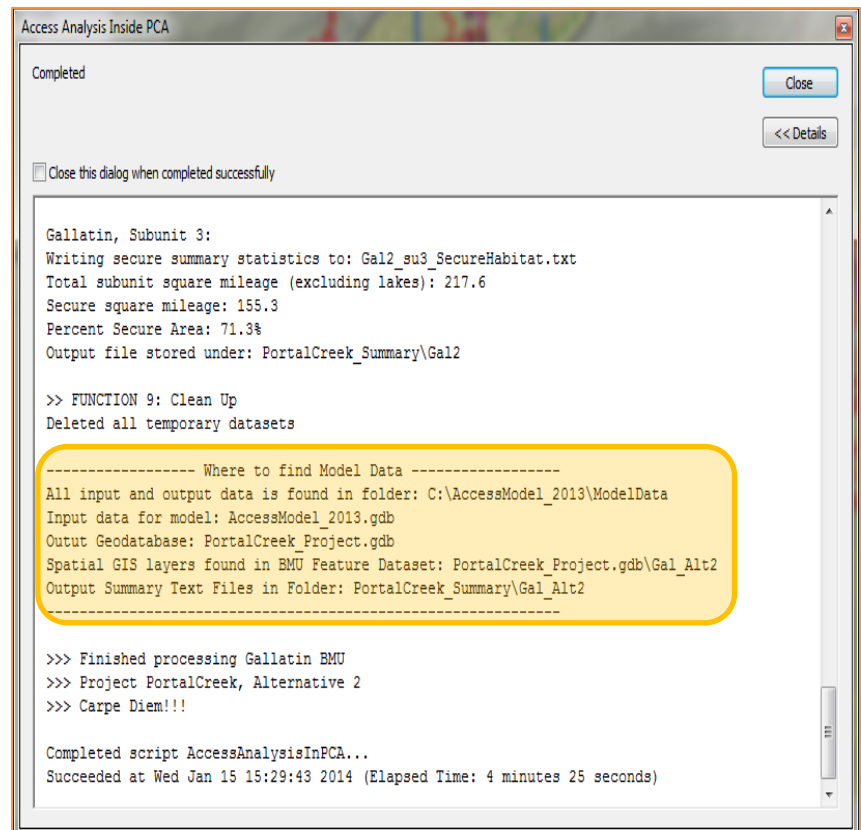 Access Analysis Inside PCA
Completed
Close
<< Details
Close this dialog when completed successfully
Gallatin, Subunit 3:
Writing secure summary statistics to: Gal2_su3_SecureHabitat.txt
Total subunit square mileage (excluding lakes): 217.6
Secure square mileage: 155.3
Percent Secure Area: 71.3%
Output file stored under: PortalCreek_Summary\Gal2
>> FUNCTION 9: Clean Up
Deleted all temporary datasets
------------------ Where to find Model Data ------------------
All input and output data is found in folder: C:\AccessModel_2013\ModelData
Input data for model: AccessModel_2013.gdb
Outut Geodatabase: PortalCreek_Project.gdb
Spatial GIS layers found in BMU Feature Dataset: PortalCreek_Project.gdb\Gal_Alt2
Output Summary Text Files in Folder: PortalCreek_Summary\Gal_Alt2
--------------------------------------------------------------
>>> Finished processing Gallatin BMU
>>> Project PortalCreek, Alternative 2
>>> Carpe Diem!!!
Completed script AccessAnalysisInPCA...
Succeeded at Wed Jan 15 15:29:43 2014 (Elapsed Time: 4 minutes 25 seconds)